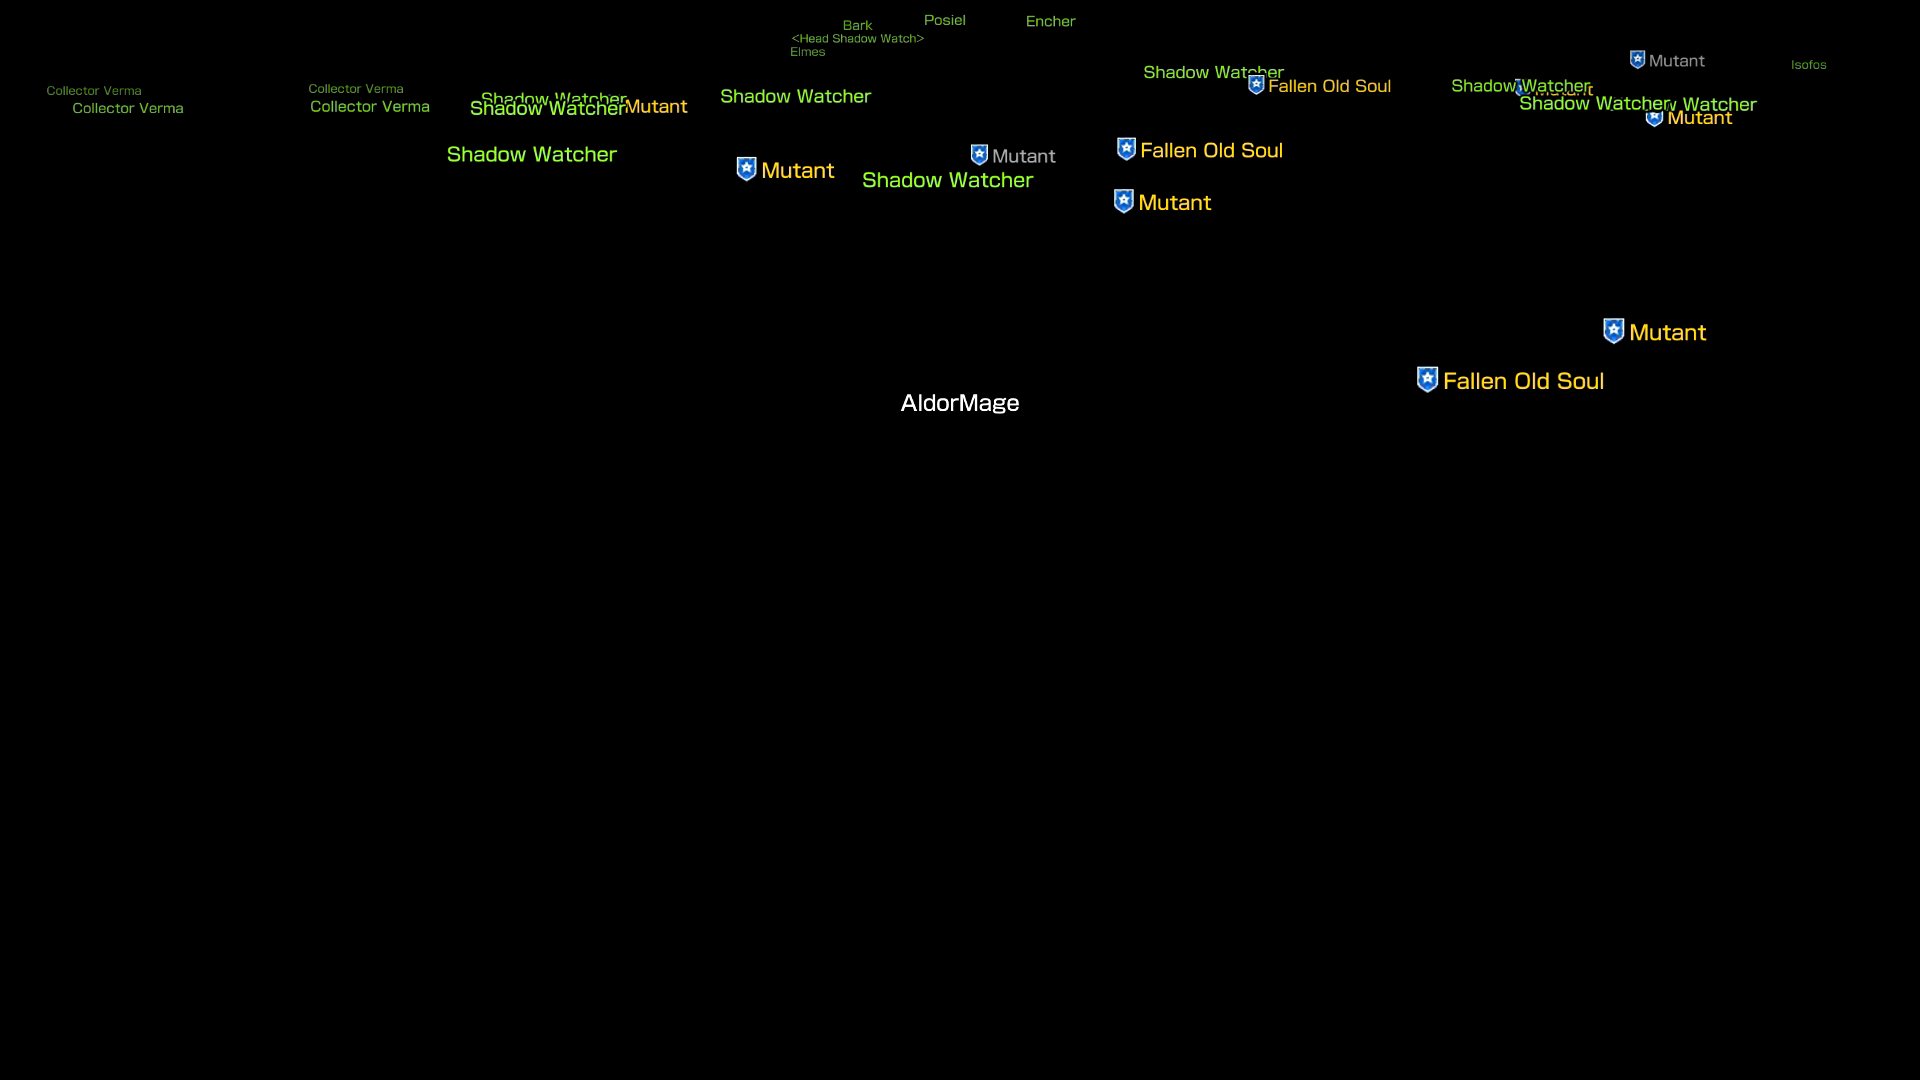 Bark
Posiel
Encher
<Head Shadow Watch>
Elmes
Mutant
Isofos
Shadow Watcher
Fallen Old Soul
Shadow Watcher
Collector Verma
Collector Verma
Collector Verma
Collector Verma
Shadow Watcher
Shadow Watcher
Mutant
Shadow Watcher
Shadow Watcher
Watcher
Mutant
Shadow Watcher
Mutant
Mutant
Shadow Watcher
Fallen Old Soul
Mutant
Mutant
Fallen Old Soul
AldorMage